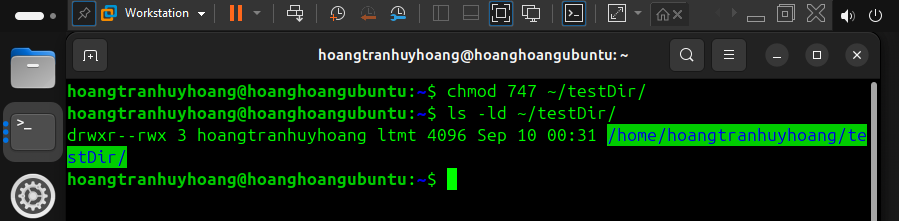 Workstation
hoangtranhuyhoang@hoanghoangubuntu: ~
hoangtranhuyhoang@hoanghoangubuntu:~$ chmod 747 ~/testDir/
hoangtranhuyhoang@hoanghoangubuntu:~$ ls -ld ~/testDir/
drwxr--rwx 3 hoangtranhuyhoang ltmt 4096 Sep 10 00:31 /home/hoangtranhuyhoang/te
stDir/
hoangtranhuyhoang@hoanghoangubuntu:~$